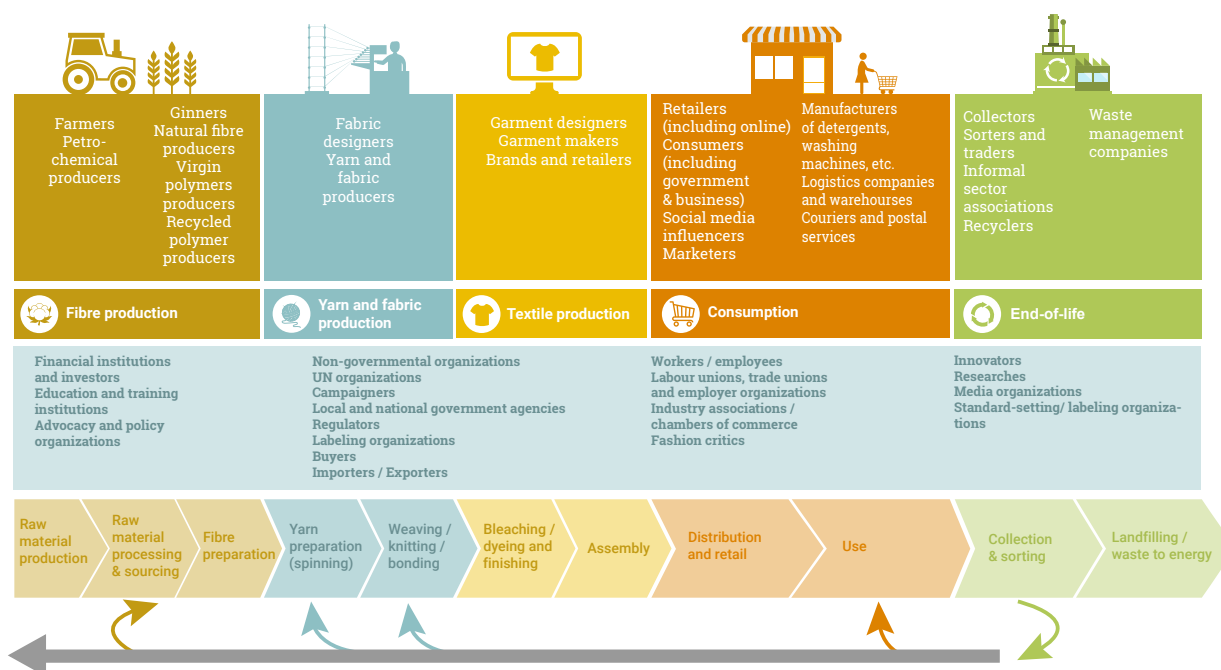 Farmers
Petro-
chemical
producers
Ginners
Natural fibre
producers
Virgin
polymers
producers
Recycled
polymer
producers
Fabric
designers
Yarn and
fabric
producers
Garment designers
Garment makers
Brands and retailers
Retailers
(including online)
Consumers
(including
government
& business)
Social media
influencers
Marketers
Manufacturers
of detergents,
washing
machines, etc.
Logistics companies
and warehourses
Couriers and postal
services
Collectors
Sorters and
traders
Informal
sector
associations
Recyclers
Waste
management
companies
Fibre production
Yarn and fabric
production
Textile production
Consumption
End-of-life
Financial institutions
and investors
Education and training
institutions
Advocacy and policy
organizations
Non-governmental organizations
UN organizations
Campaigners
Local and national government agencies
Regulators
Labeling organizations
Buyers
Importers / Exporters
Workers / employees
Labour unions, trade unions
and employer organizations
Industry associations /
chambers of commerce
Fashion critics
Innovators
Researches
Media organizations
Standard-setting/ labeling organiza-
tions
Raw
material
production
Raw
material
processing
& sourcing
Fibre
preparation
Yarn
preparation
(spinning)
Weaving /
knitting /
bonding
Bleaching /
dyeing and
finishing
Assembly
Distribution
and retail
Use
Collection
& sorting
Landfilling /
waste to energy